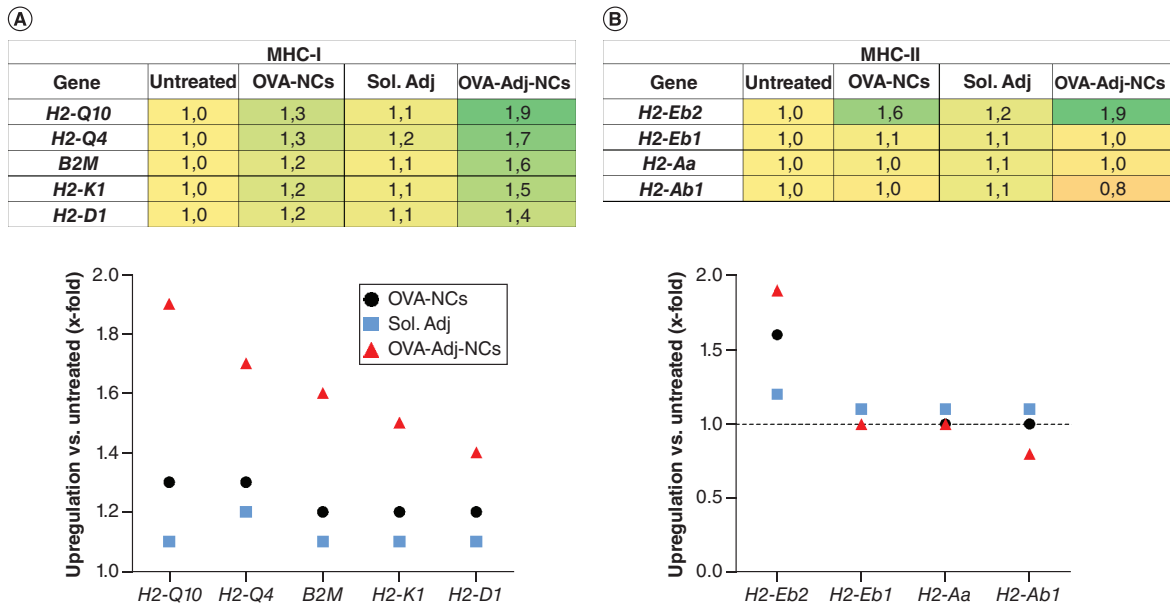 A
MHC-I
Gene Untreated OVA-NCs Sol. Adj OVA-Adj-NCs
H2-Q10 1,0 1,3 1,1 1,9
H2-Q4 1,0 1,3 1,2 1,7
B2M 1,0 1,2 1,1 1,6
H2-K1 1,0 1,2 1,1 1,5
H2-D1 1,0 1,2 1,1 1,4
Upregulation vs. untreated (x-fold)
2.0
1.8
1.6
1.4
1.2
1.0
OVA-NCs
Sol. Adj
OVA-Adj-NCs
H2-Q10 H2-Q4 B2M H2-K1 H2-D1
B
MHC-II
Gene Untreated OVA-NCs Sol. Adj OVA-Adj-NCs
H2-Eb2 1,0 1,6 1,2 1,9
H2-Eb1 1,0 1,1 1,1 1,0
H2-Aa 1,0 1,0 1,1 1,0
H2-Ab1 1,0 1,0 1,1 0,8
Upregulation vs. untreated (x-fold)
2.0
1.5
1.0
0.5
0.0
H2-Eb2 H2-Eb1 H2-Aa H2-Ab1